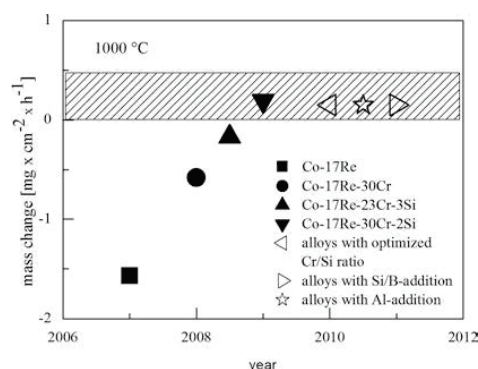 1
1000 °C
0
-1
-2
mass change [mg x cm⁻² x h⁻¹]
Co-17Re
Co-17Re-30Cr
Co-17Re-23Cr-3Si
Co-17Re-30Cr-2Si
alloys with optimized
Cr/Si ratio
alloys with Si/B-addition
alloys with Al-addition
2006 2008 2010 2012
year